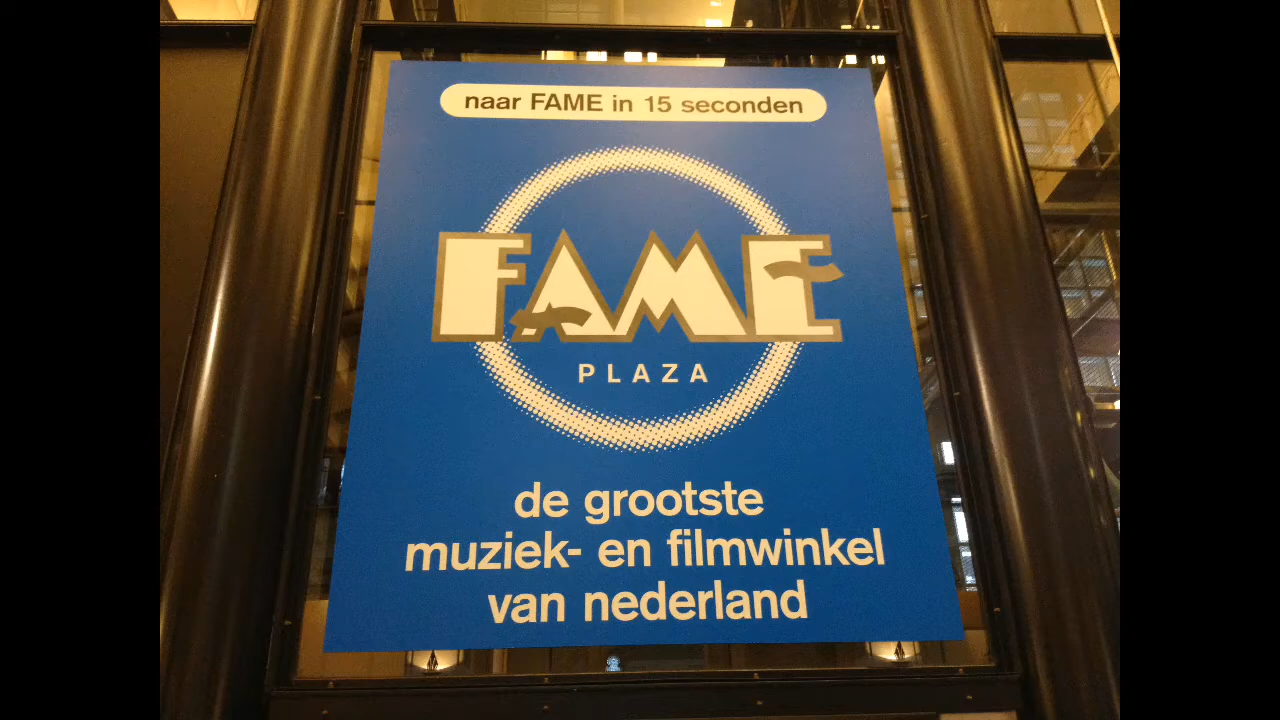 naar FAME in 15 seconden
FAME
PLAZA
de grootste
muziek- en filmwinkel
van nederland